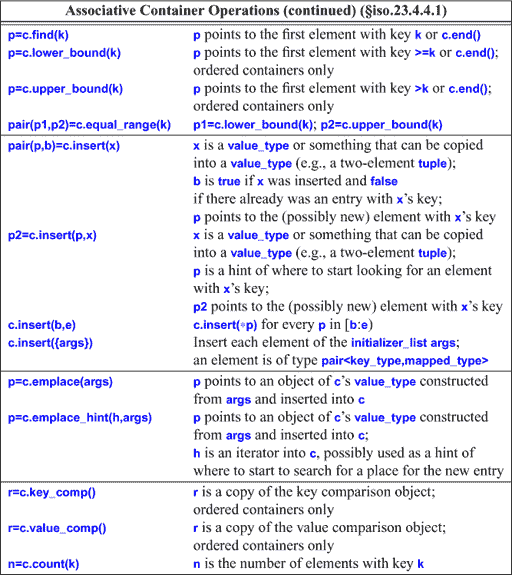 Associative Container Operations (continued) (§iso.23.4.4.1)
p=c.find(k) p points to the first element with key k or c.end()
p=c.lower_bound(k) p points to the first element with key >=k or c.end();
ordered containers only
p=c.upper_bound(k) p points to the first element with key >k or c.end();
ordered containers only
pair(p1,p2)=c.equal_range(k) p1=c.lower_bound(k); p2=c.upper_bound(k)
pair(p,b)=c.insert(x) x is a value_type or something that can be copied
into a value_type (e.g., a two-element tuple);
b is true if x was inserted and false
if there already was an entry with x's key;
p points to the (possibly new) element with x's key
p2=c.insert(p,x) x is a value_type or something that can be copied
into a value_type (e.g., a two-element tuple);
p is a hint of where to start looking for an element
with x's key;
p2 points to the (possibly new) element with x's key
c.insert(b,e) c.insert(∗p) for every p in [b:e)
c.insert({args}) Insert each element of the initializer_list args;
an element is of type pair<key_type,mapped_type>
p=c.emplace(args) p points to an object of c's value_type constructed
from args and inserted into c
p=c.emplace_hint(h,args) p points to an object of c's value_type constructed
from args and inserted into c;
h is an iterator into c, possibly used as a hint of
where to start to search for a place for the new entry
r=c.key_comp() r is a copy of the key comparison object;
ordered containers only
r=c.value_comp() r is a copy of the value comparison object;
ordered containers only
n=c.count(k) n is the number of elements with key k